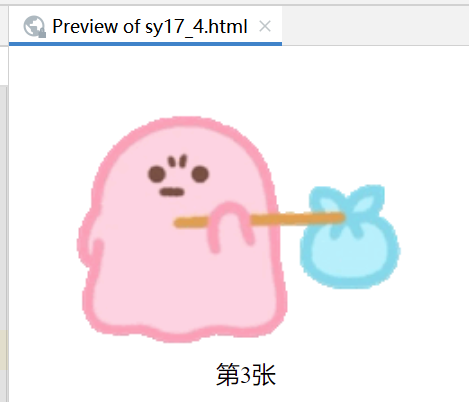 Preview of sy17_4.html
第3张